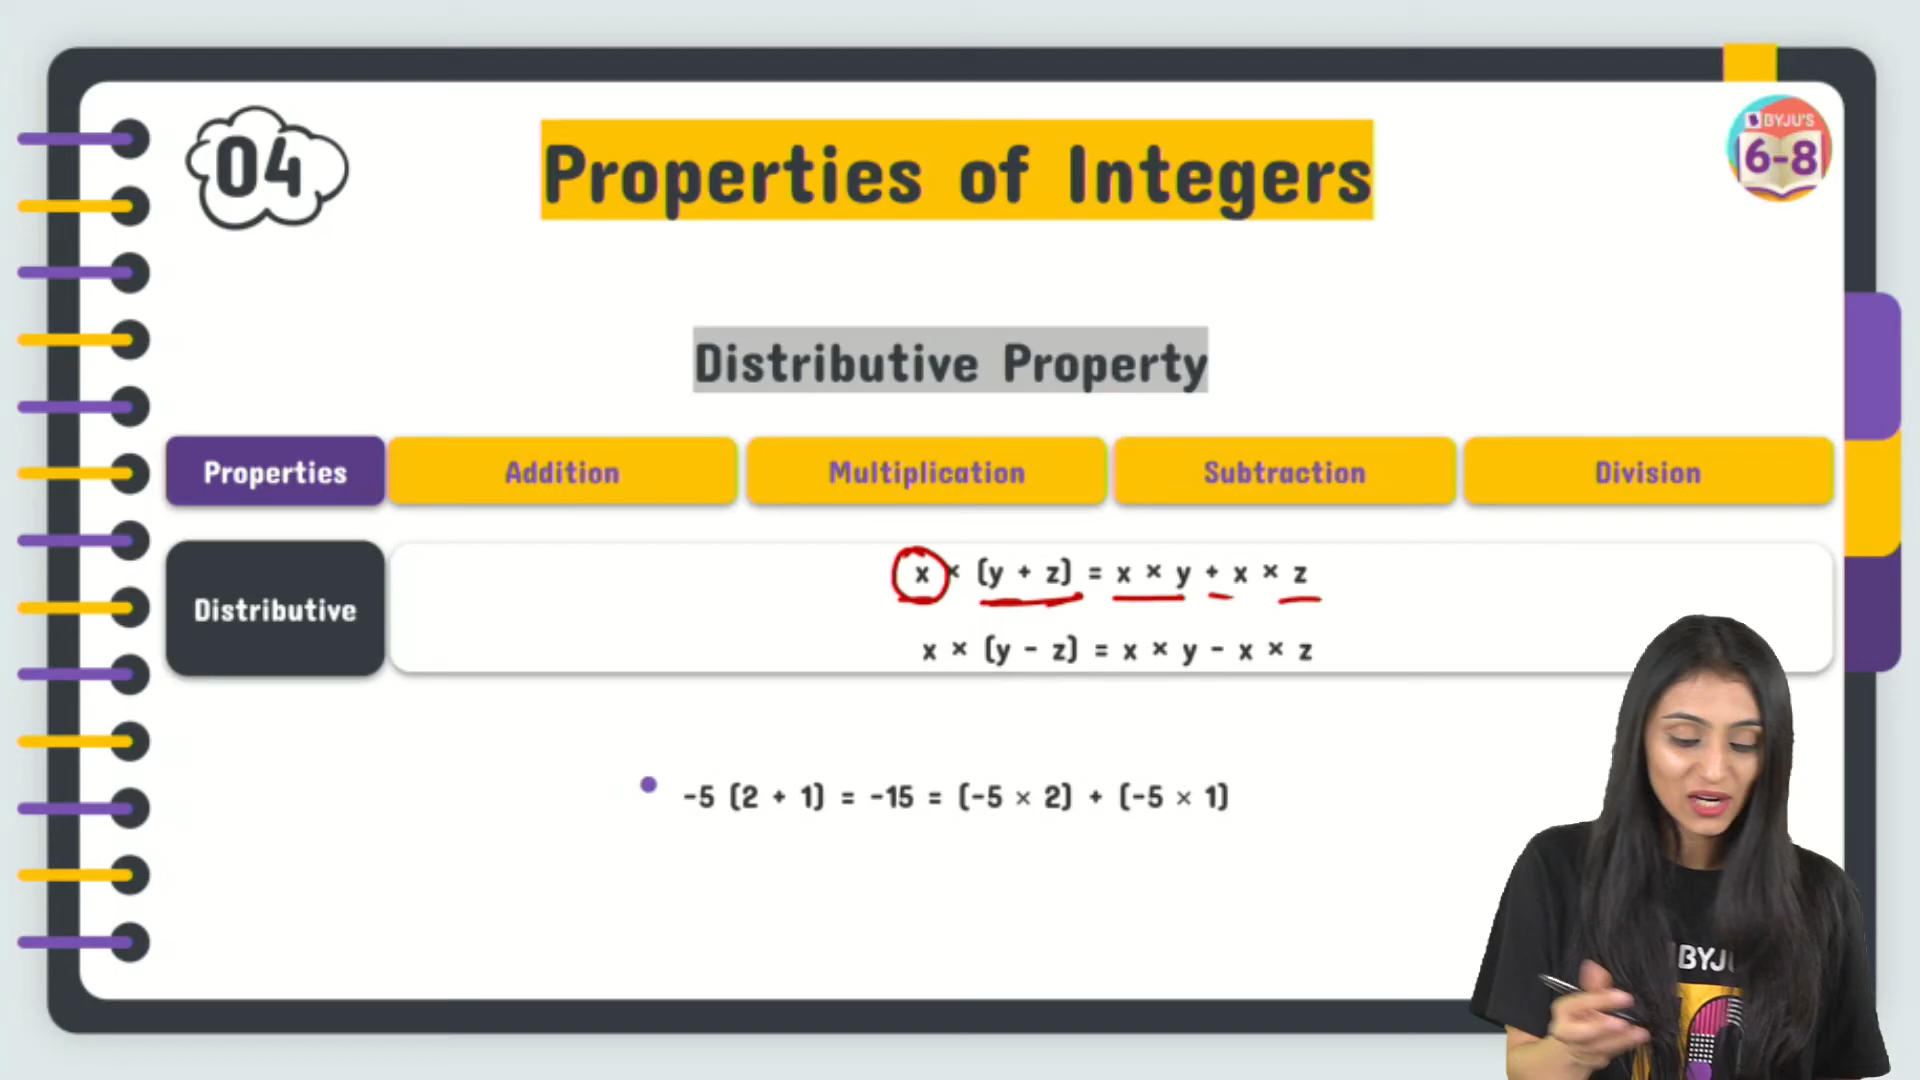 04
Properties of Integers
BYJU'S
6-8
Distributive Property
Properties
Addition
Multiplication
Subtraction
Division
Distributive
x × (y + z) = x × y + x × z
x × (y - z) = x × y - x × z
• -5 (2 + 1) = -15 = (-5 × 2) + (-5 × 1)
BYJU